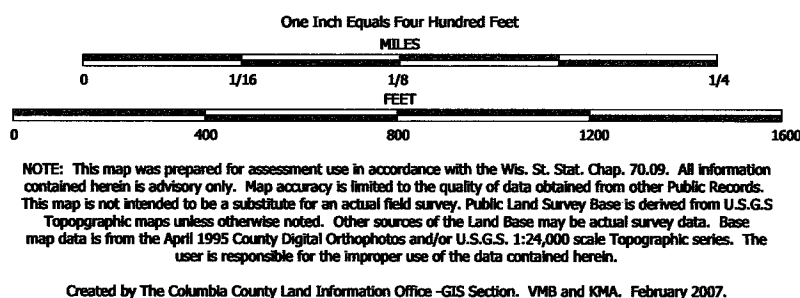 One Inch Equals Four Hundred Feet
MILES
0 1/16 1/8 1/4
FEET
0 400 800 1200 1600
NOTE: This map was prepared for assessment use in accordance with the Wis. St. Stat. Chap. 70.09. All information
contained herein is advisory only. Map accuracy is limited to the quality of data obtained from other Public Records.
This map is not intended to be a substitute for an actual field survey. Public Land Survey Base is derived from U.S.G.S
Topopgraphic maps unless otherwise noted. Other sources of the Land Base may be actual survey data. Base
map data is from the April 1995 County Digital Orthophotos and/or U.S.G.S. 1:24,000 scale Topographic series. The
user is responsible for the improper use of the data contained herein.
Created by The Columbia County Land Information Office -GIS Section. VMB and KMA. February 2007.